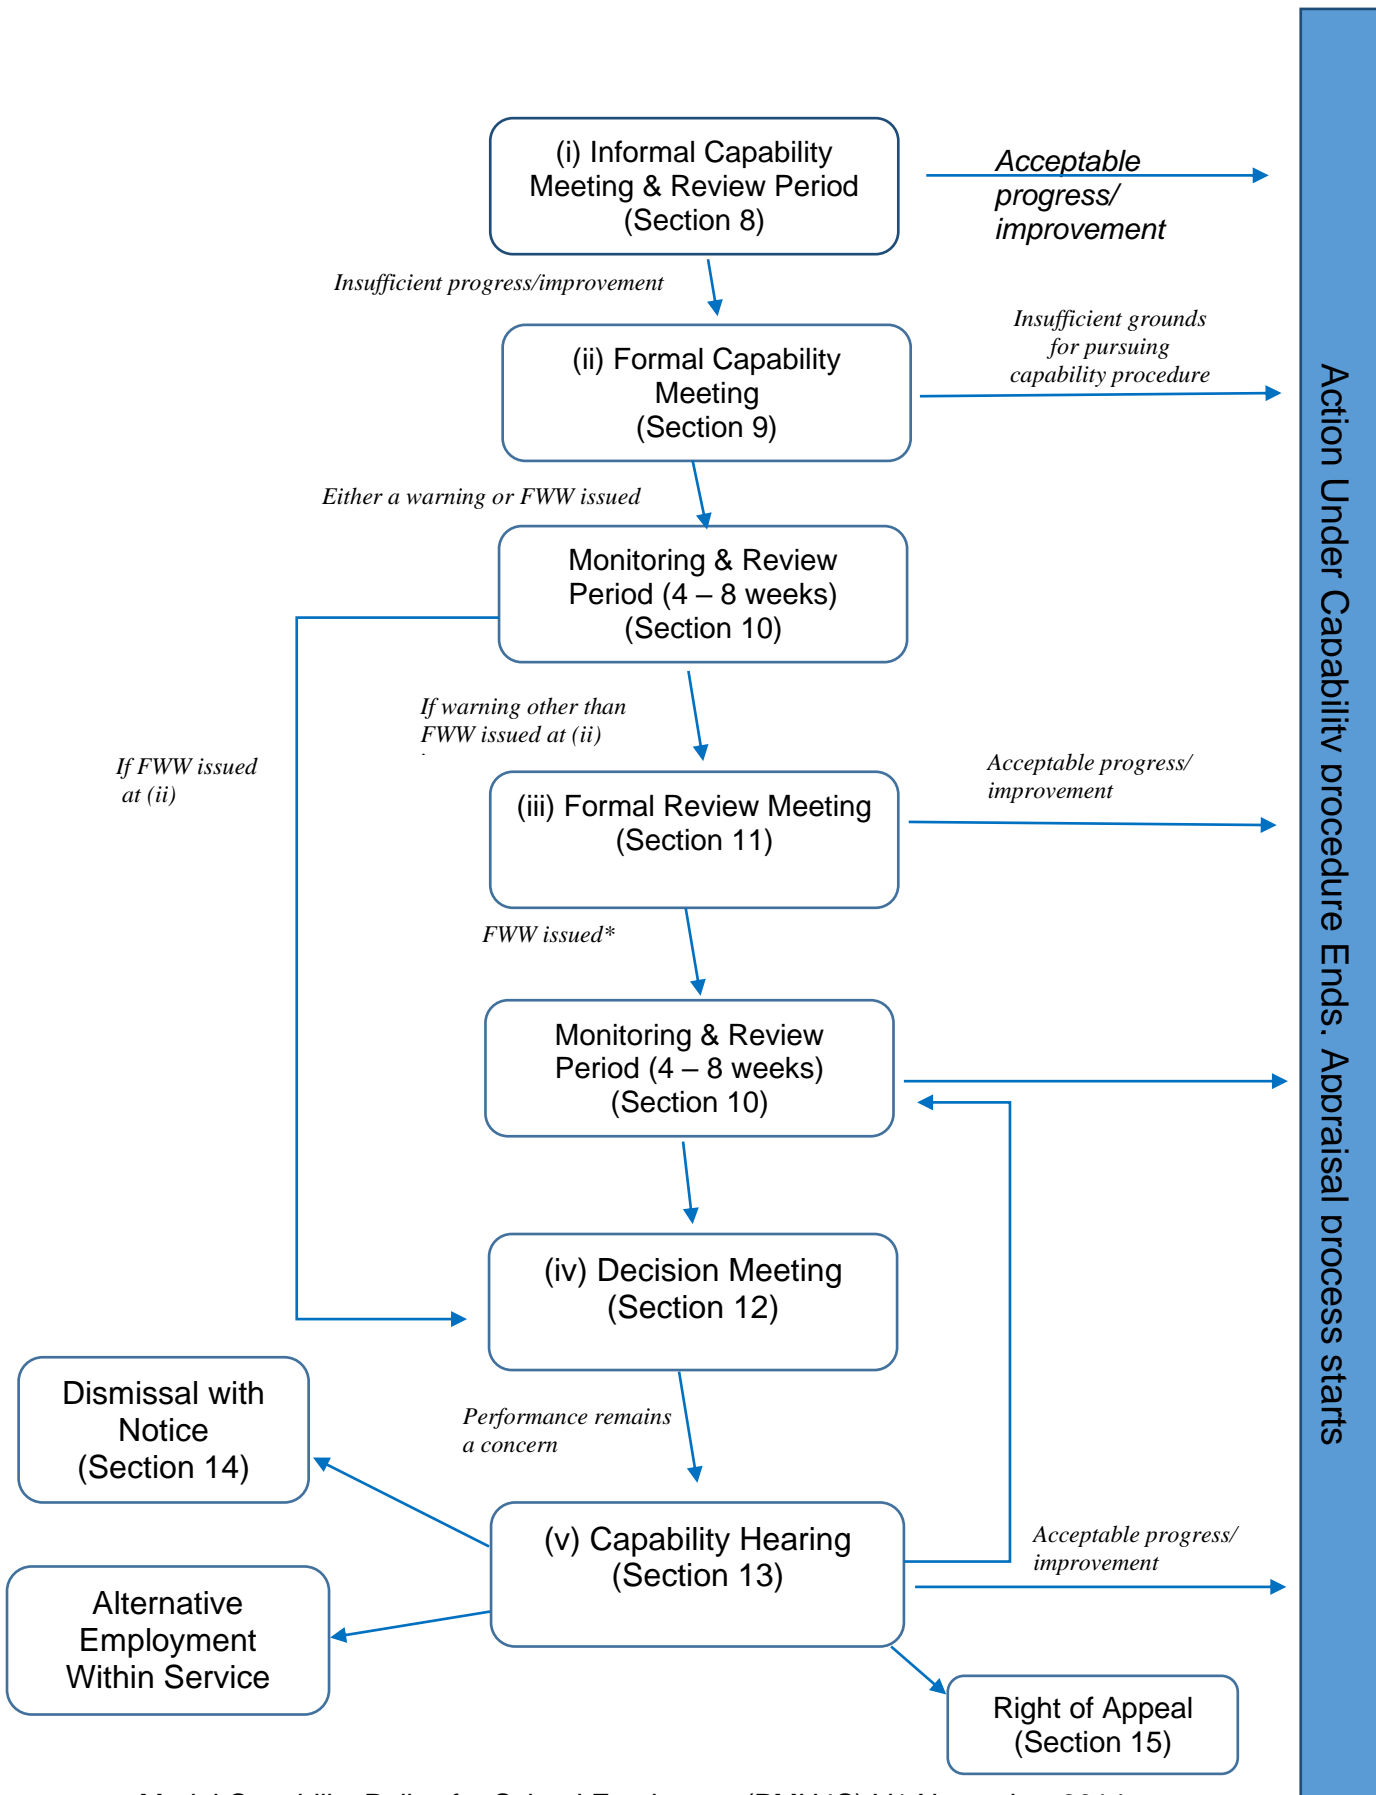 (i) Informal Capability
Meeting & Review Period
(Section 8)
Acceptable
progress/
improvement
Insufficient progress/improvement
(ii) Formal Capability
Meeting
(Section 9)
Insufficient grounds
for pursuing
capability procedure
Either a warning or FWW issued
Monitoring & Review
Period (4 – 8 weeks)
(Section 10)
If warning other than
FWW issued at (ii)
If FWW issued
at (ii)
(iii) Formal Review Meeting
(Section 11)
Acceptable progress/
improvement
FWW issued*
Monitoring & Review
Period (4 – 8 weeks)
(Section 10)
(iv) Decision Meeting
(Section 12)
Performance remains
a concern
Dismissal with
Notice
(Section 14)
(v) Capability Hearing
(Section 13)
Acceptable progress/
improvement
Alternative
Employment
Within Service
Right of Appeal
(Section 15)
Action Under Capability procedure Ends. Appraisal process starts